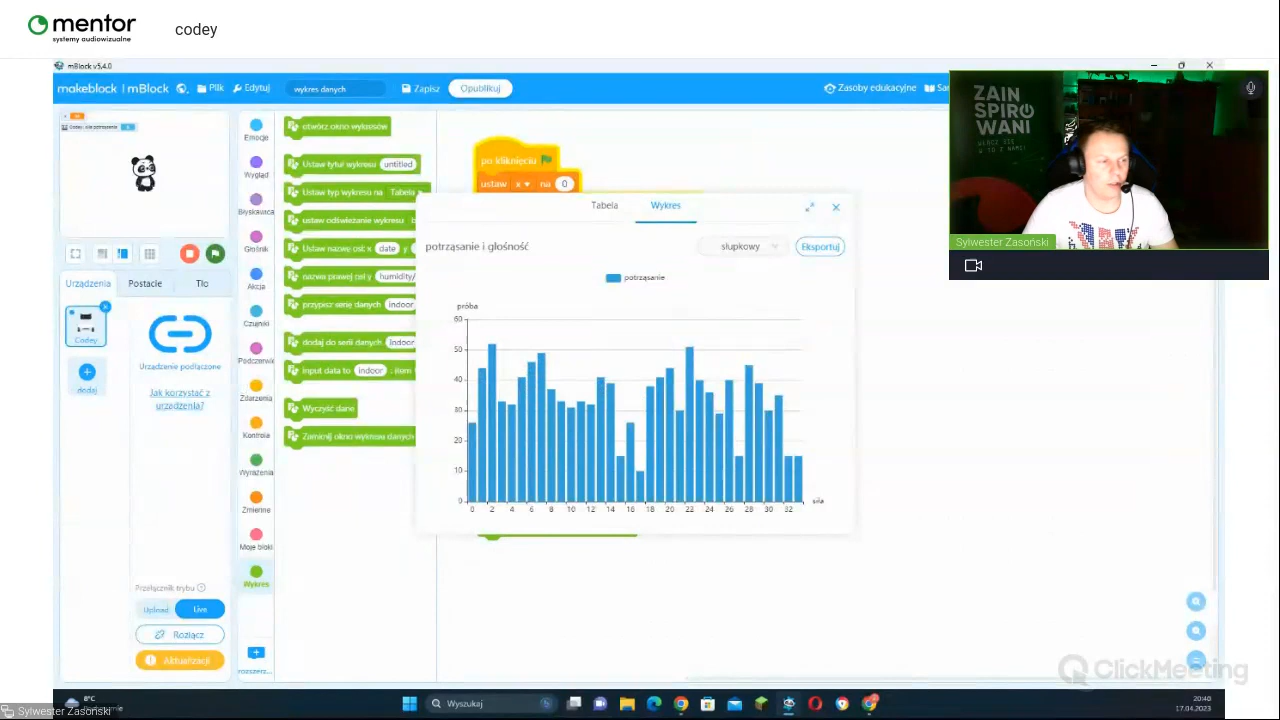 mentor
systemy audiowizualne
codey
mBlock v5.4.0
makeblock | mBlock
Plik
Edytuj
wykres danych
Zapisz
Opublikuj
Zasoby edukacyjne
ZAIN
SPIRO
WANI
Sylwester Zasoński
Urządzenia
Postacie
Tło
Codey
dodaj
Urządzenie podłączone
Jak korzystać z
urządzenia?
Przełącznik trybu
Upload
Live
Rozłącz
Aktualizacji
Emocje
Wygląd
Błyskawica
Głośnik
Akcja
Czujniki
Podczerwie
Zdarzenia
Kontrola
Wyrażenia
Zmienne
Moje bloki
Wykres
rozszerz...
otwórz okno wykresów
Ustaw tytuł wykresu untitled
Ustaw typ wykresu na Tabela
ustaw odświeżanie wykresu
Ustaw nazwę osi: x date y
nazwa prawej osi y humidity/
przypisz serię danych indoor
dodaj do serii danych indoor
input data to indoor . item
Wyczyść dane
Zamknij okno wykresu danych
po kliknięciu
ustaw x na 0
Tabela
Wykres
potrząsanie i głośność
słupkowy
Eksportuj
potrząsanie
próba
60
50
40
30
20
10
0
0 2 4 6 8 10 12 14 16 18 20 22 24 26 28 30 32
siła
ClickMeeting
8°C
Wyszukaj
20:40
17.04.2023
Sylwester Zasoński